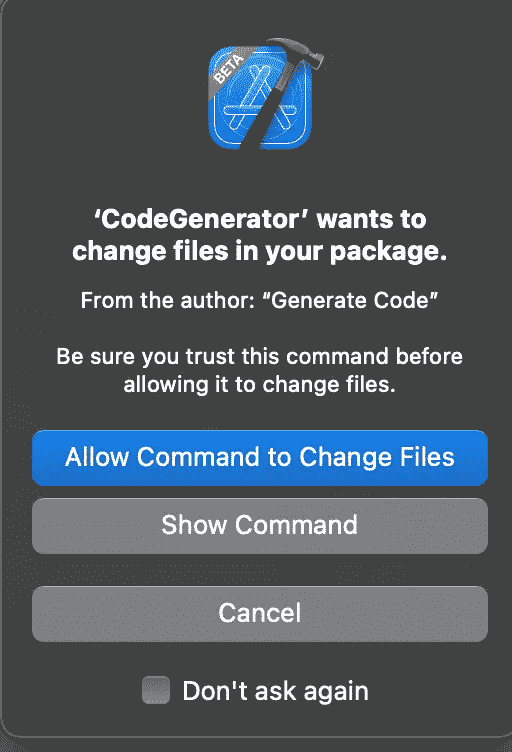 BETA
‘CodeGenerator’ wants to
change files in your package.
From the author: “Generate Code”
Be sure you trust this command before
allowing it to change files.
Allow Command to Change Files
Show Command
Cancel
Don't ask again